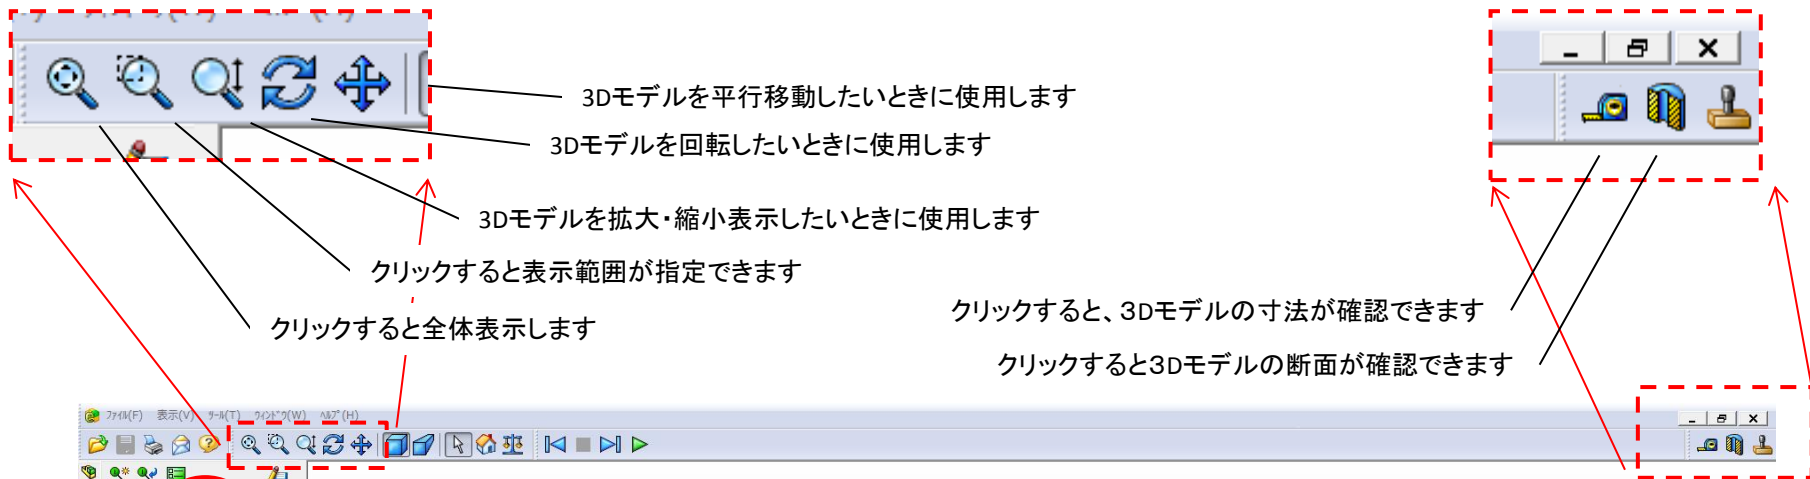 3Dモデルを平行移動したいときに使用します
3Dモデルを回転したいときに使用します
3Dモデルを拡大・縮小表示したいときに使用します
クリックすると表示範囲が指定できます
クリックすると全体表示します
クリックすると、3Dモデルの寸法が確認できます
クリックすると3Dモデルの断面が確認できます
ファイル(F) 表示(V) ツール(T) ウィンドウ(W) ヘルプ(H)